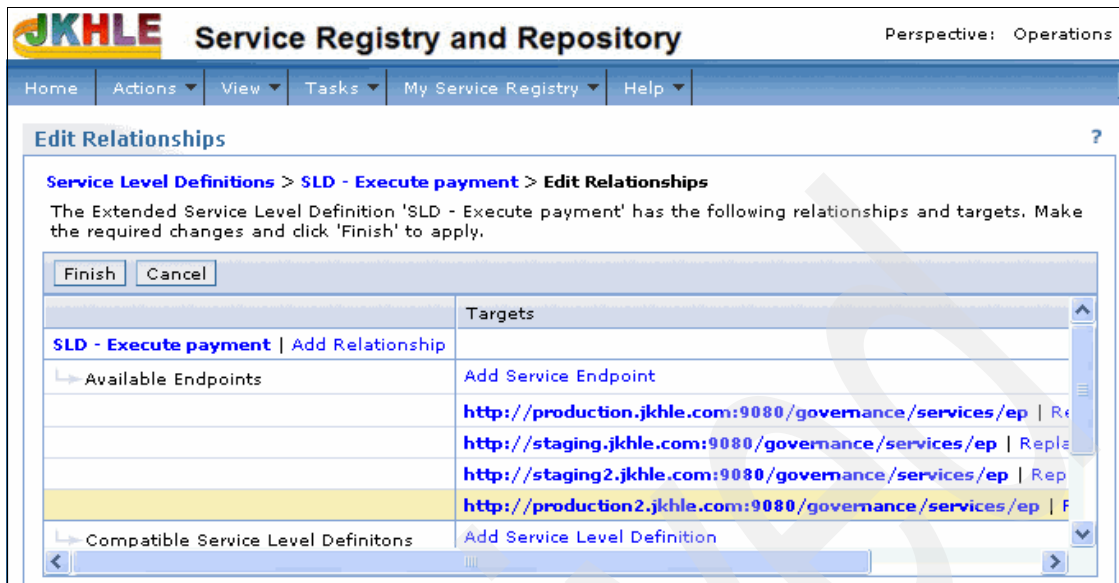 JKHLE Service Registry and Repository Perspective: Operations
Home Actions View Tasks My Service Registry Help
Edit Relationships ?
Service Level Definitions > SLD - Execute payment > Edit Relationships
The Extended Service Level Definition 'SLD - Execute payment' has the following relationships and targets. Make
the required changes and click 'Finish' to apply.
Finish Cancel
Targets
SLD - Execute payment | Add Relationship
Available Endpoints Add Service Endpoint
http://production.jkhle.com:9080/governance/services/ep | Re
http://staging.jkhle.com:9080/governance/services/ep | Repla
http://staging2.jkhle.com:9080/governance/services/ep | Rep
http://production2.jkhle.com:9080/governance/services/ep |
Compatible Service Level Definitons Add Service Level Definition